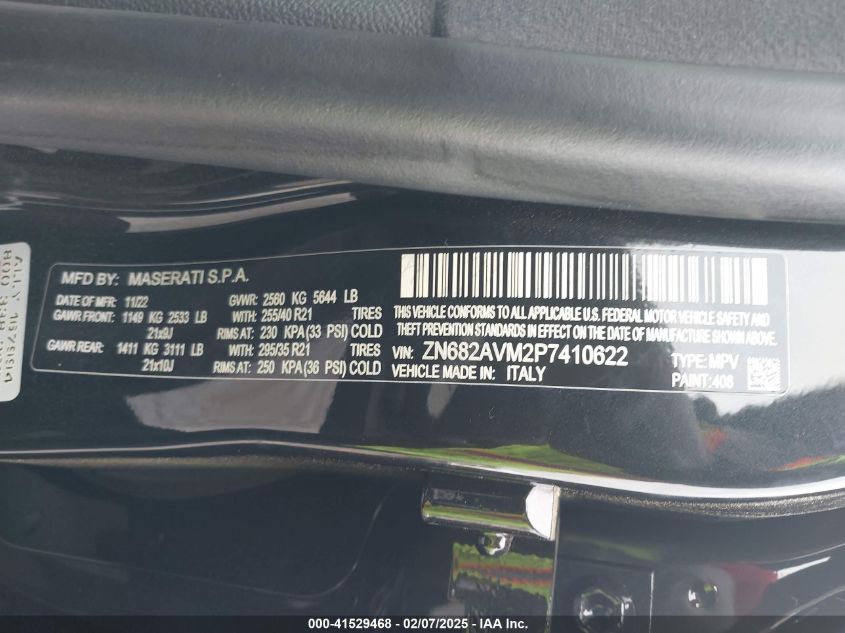 MFD BY: MASERATI S.P.A.
DATE OF MFR: 11/22 GVWR: 2560 KG 5644 LB
GAWR FRONT: 1149 KG 2533 LB WITH: 255/40 R21 TIRES
21x9J RIMS AT: 230 KPA (33 PSI) COLD
GAWR REAR: 1411 KG 3111 LB WITH: 295/35 R21 TIRES
21x10J RIMS AT: 250 KPA (36 PSI) COLD
THIS VEHICLE CONFORMS TO ALL APPLICABLE U.S. FEDERAL MOTOR VEHICLE SAFETY AND
THEFT PREVENTION STANDARDS IN EFFECT ON THE DATE OF MANUFACTURE SHOWN ABOVE.
VIN: ZN682AVM2P7410622 TYPE: MPV
VEHICLE MADE IN: ITALY PAINT: 408
000-41529468 - 02/07/2025 - IAA Inc.